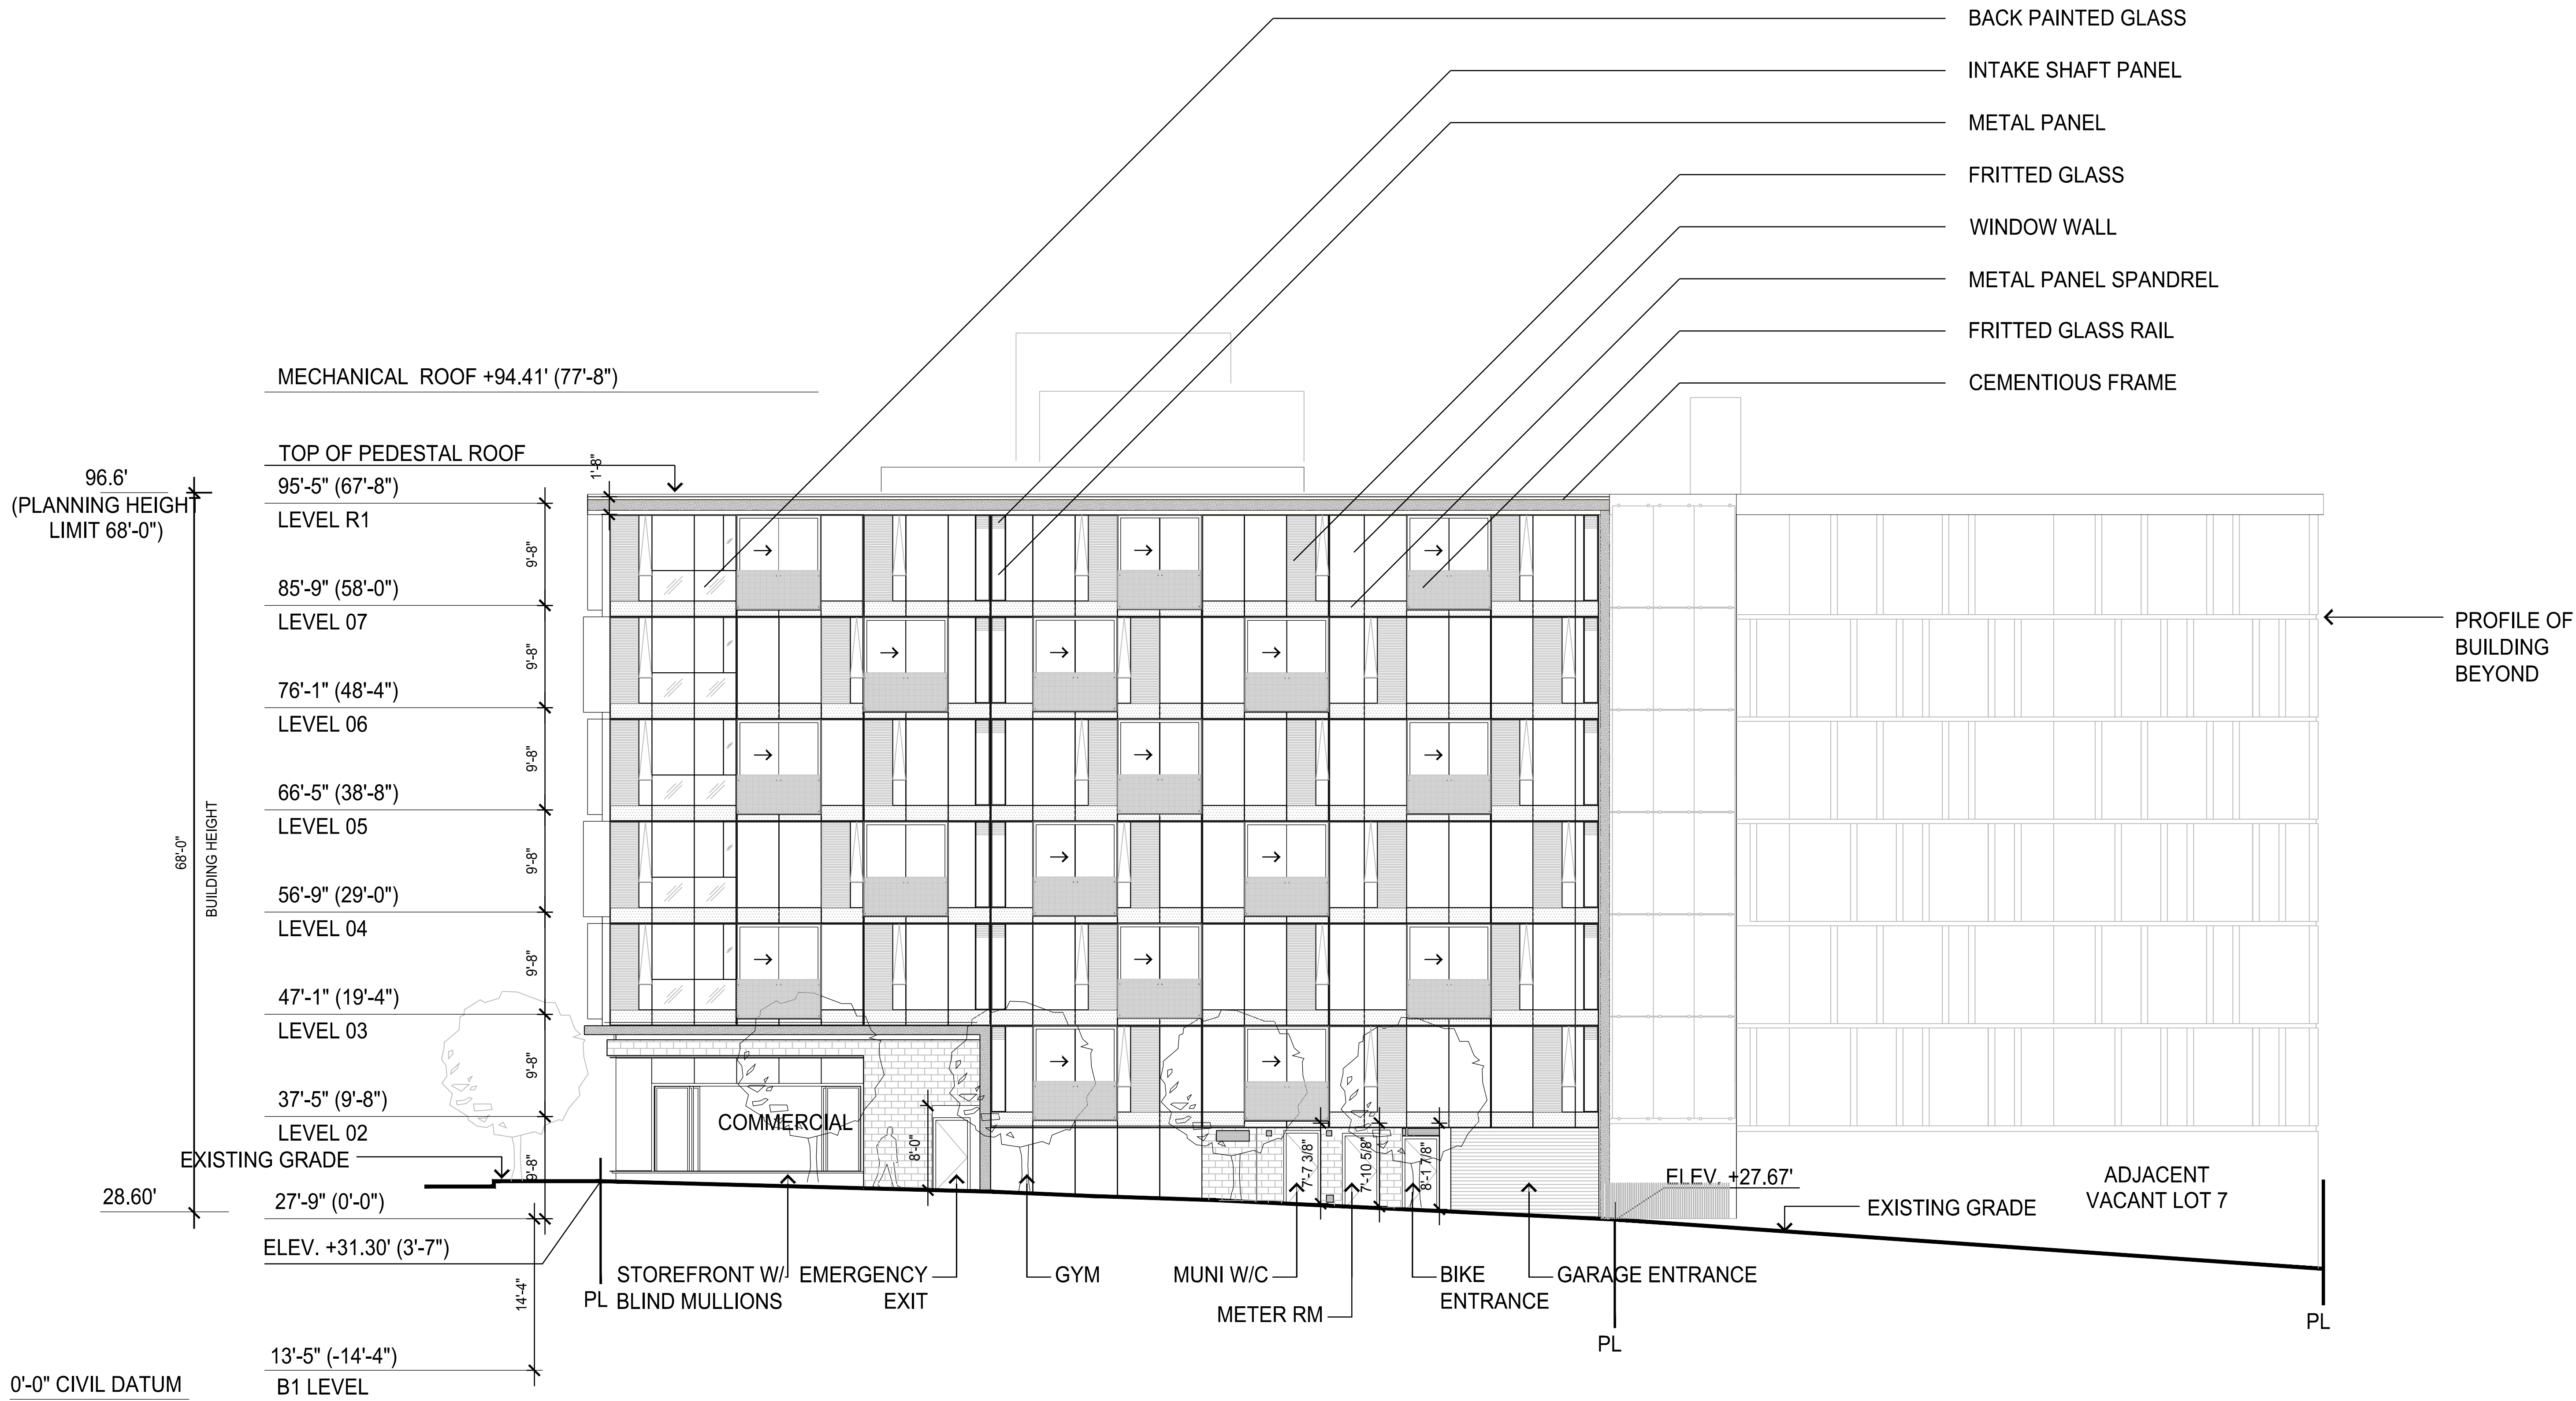 BACK PAINTED GLASS
INTAKE SHAFT PANEL
METAL PANEL
FRITTED GLASS
WINDOW WALL
METAL PANEL SPANDREL
FRITTED GLASS RAIL
CEMENTIOUS FRAME
MECHANICAL ROOF +94.41' (77'-8")
TOP OF PEDESTAL ROOF
1'-8"
96.6'
(PLANNING HEIGHT
LIMIT 68'-0")
95'-5" (67'-8")
LEVEL R1
9'-8"
85'-9" (58'-0")
LEVEL 07
9'-8"
76'-1" (48'-4")
LEVEL 06
9'-8"
66'-5" (38'-8")
LEVEL 05
68'-0"
BUILDING HEIGHT
9'-8"
56'-9" (29'-0")
LEVEL 04
9'-8"
47'-1" (19'-4")
LEVEL 03
9'-8"
37'-5" (9'-8")
LEVEL 02
9'-8"
EXISTING GRADE
28.60'
27'-9" (0'-0")
ELEV. +31.30' (3'-7")
14'-4"
13'-5" (-14'-4")
B1 LEVEL
0'-0" CIVIL DATUM
PROFILE OF
BUILDING
BEYOND
COMMERCIAL
8'-0"
7'-7 3/8"
7'-10 5/8"
8'-1 7/8"
ELEV. +27.67'
ADJACENT
VACANT LOT 7
EXISTING GRADE
PL
STOREFRONT W/
BLIND MULLIONS
EMERGENCY
EXIT
GYM
MUNI W/C
METER RM
BIKE
ENTRANCE
GARAGE ENTRANCE
PL
PL